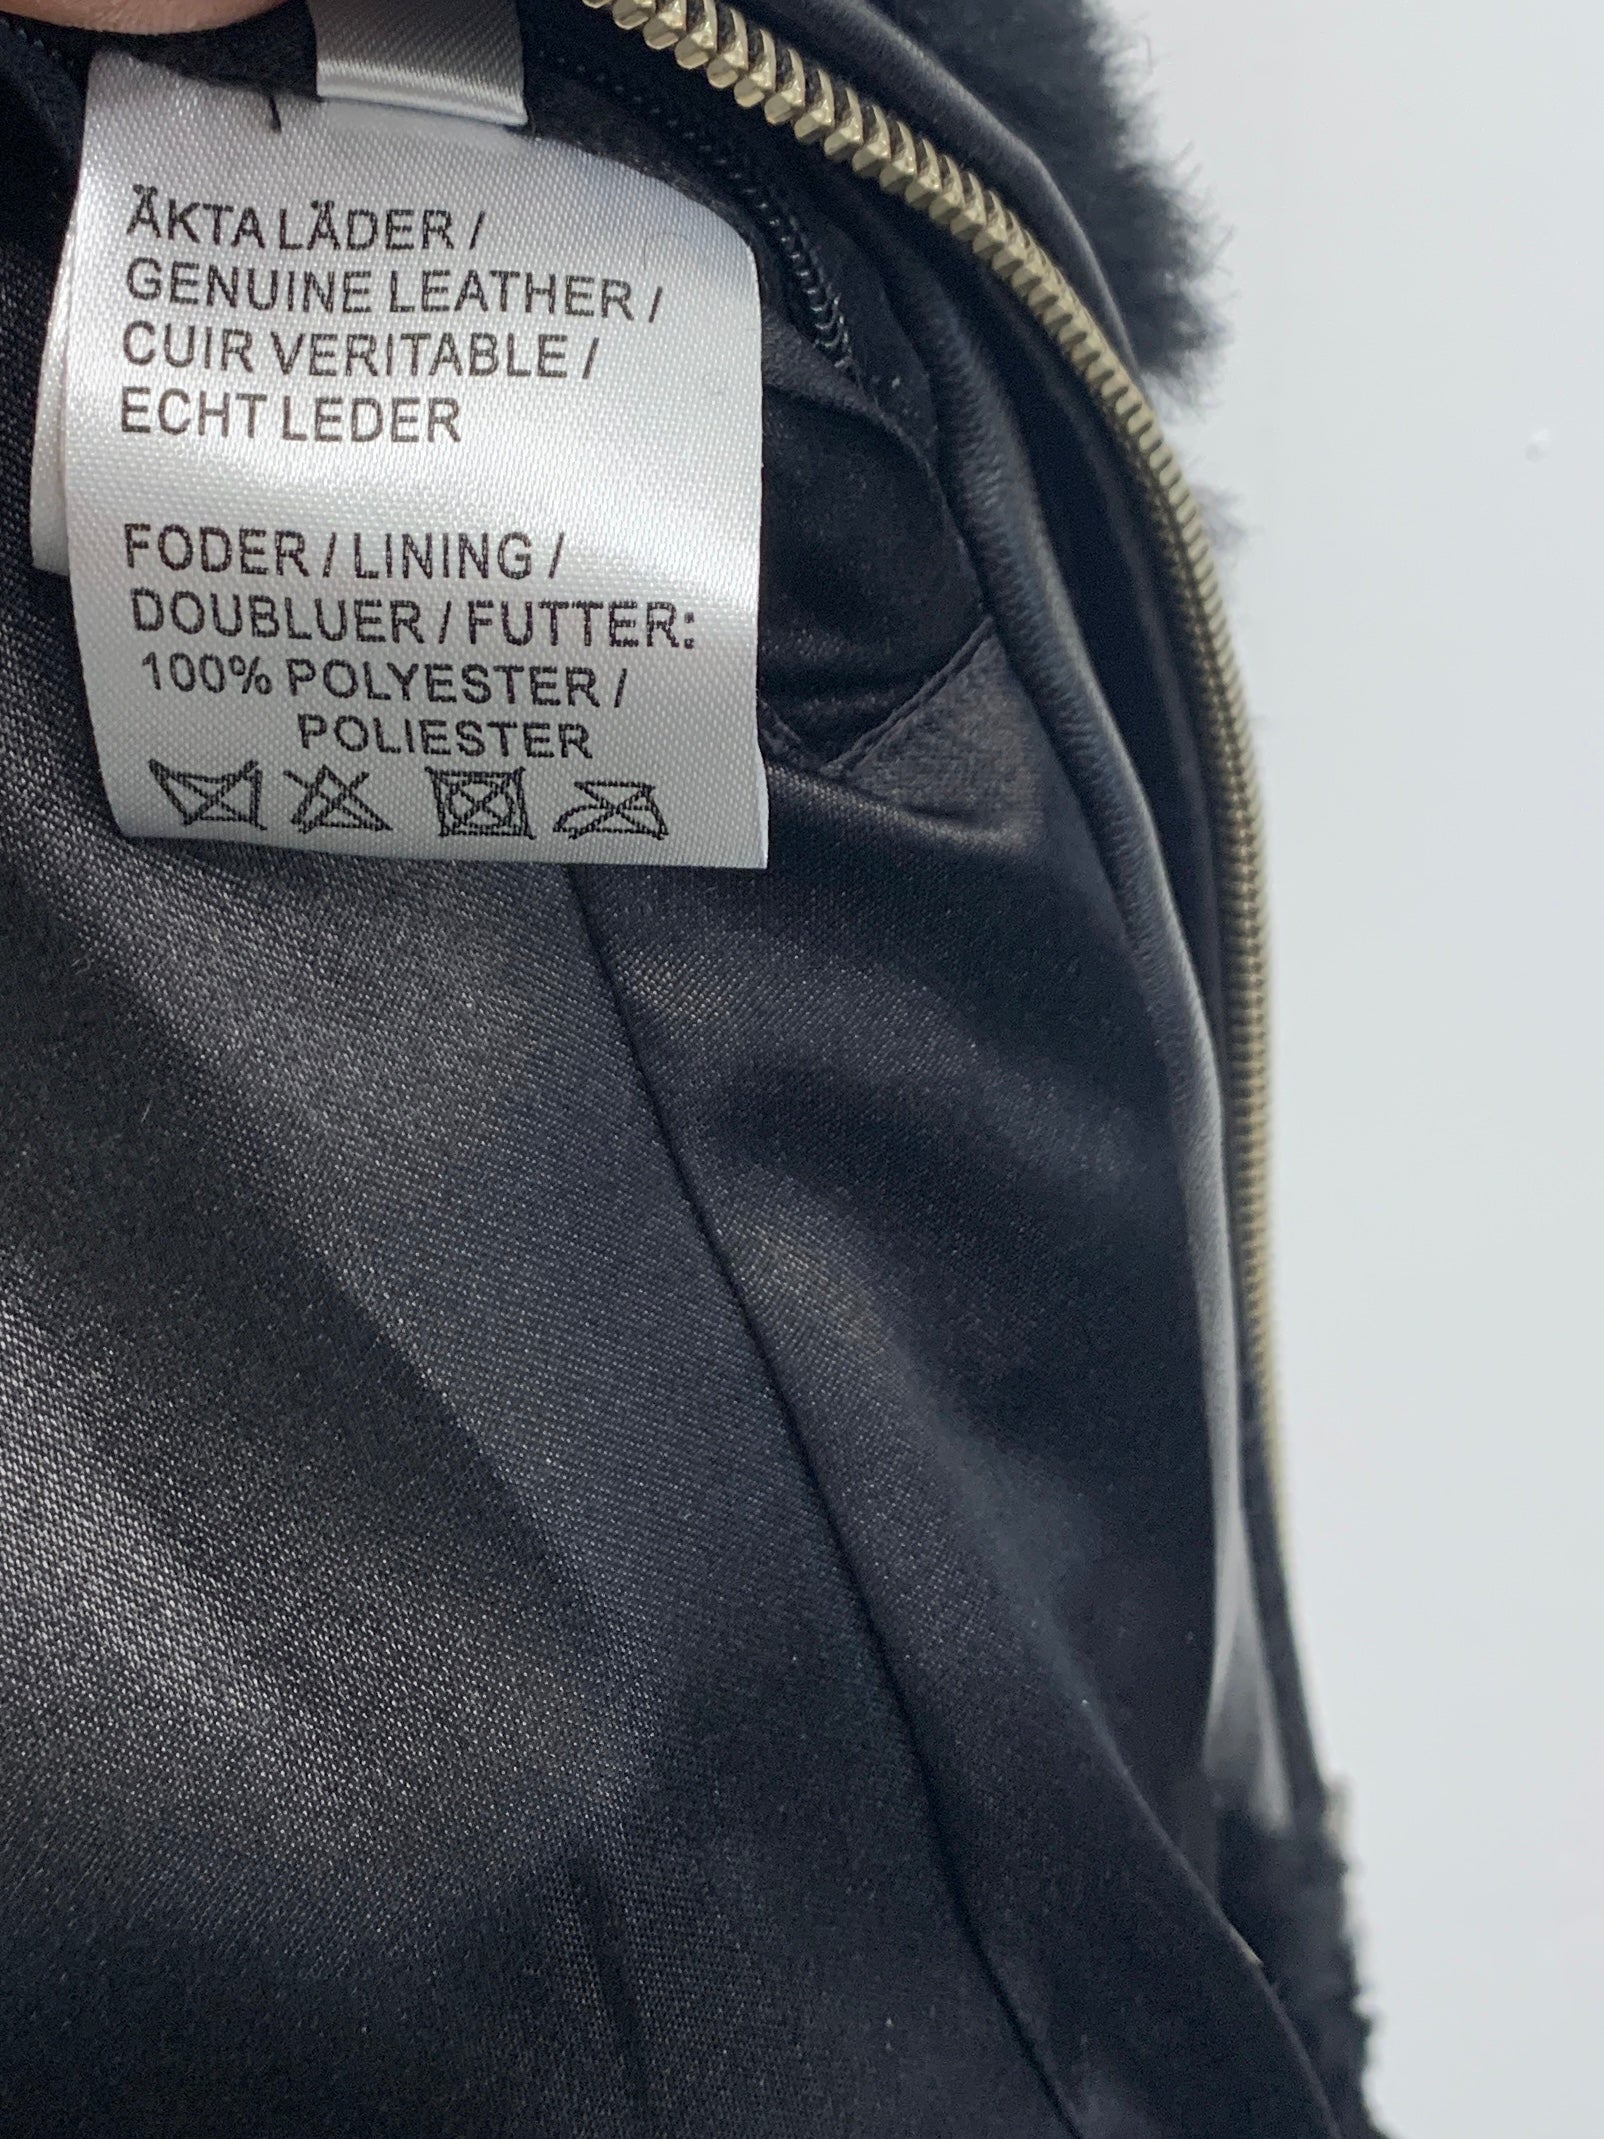 ÄKTA LÄDER /
GENUINE LEATHER /
CUIR VERITABLE /
ECHT LEDER
FODER / LINING /
DOUBLUER / FUTTER:
100% POLYESTER /
POLIESTER